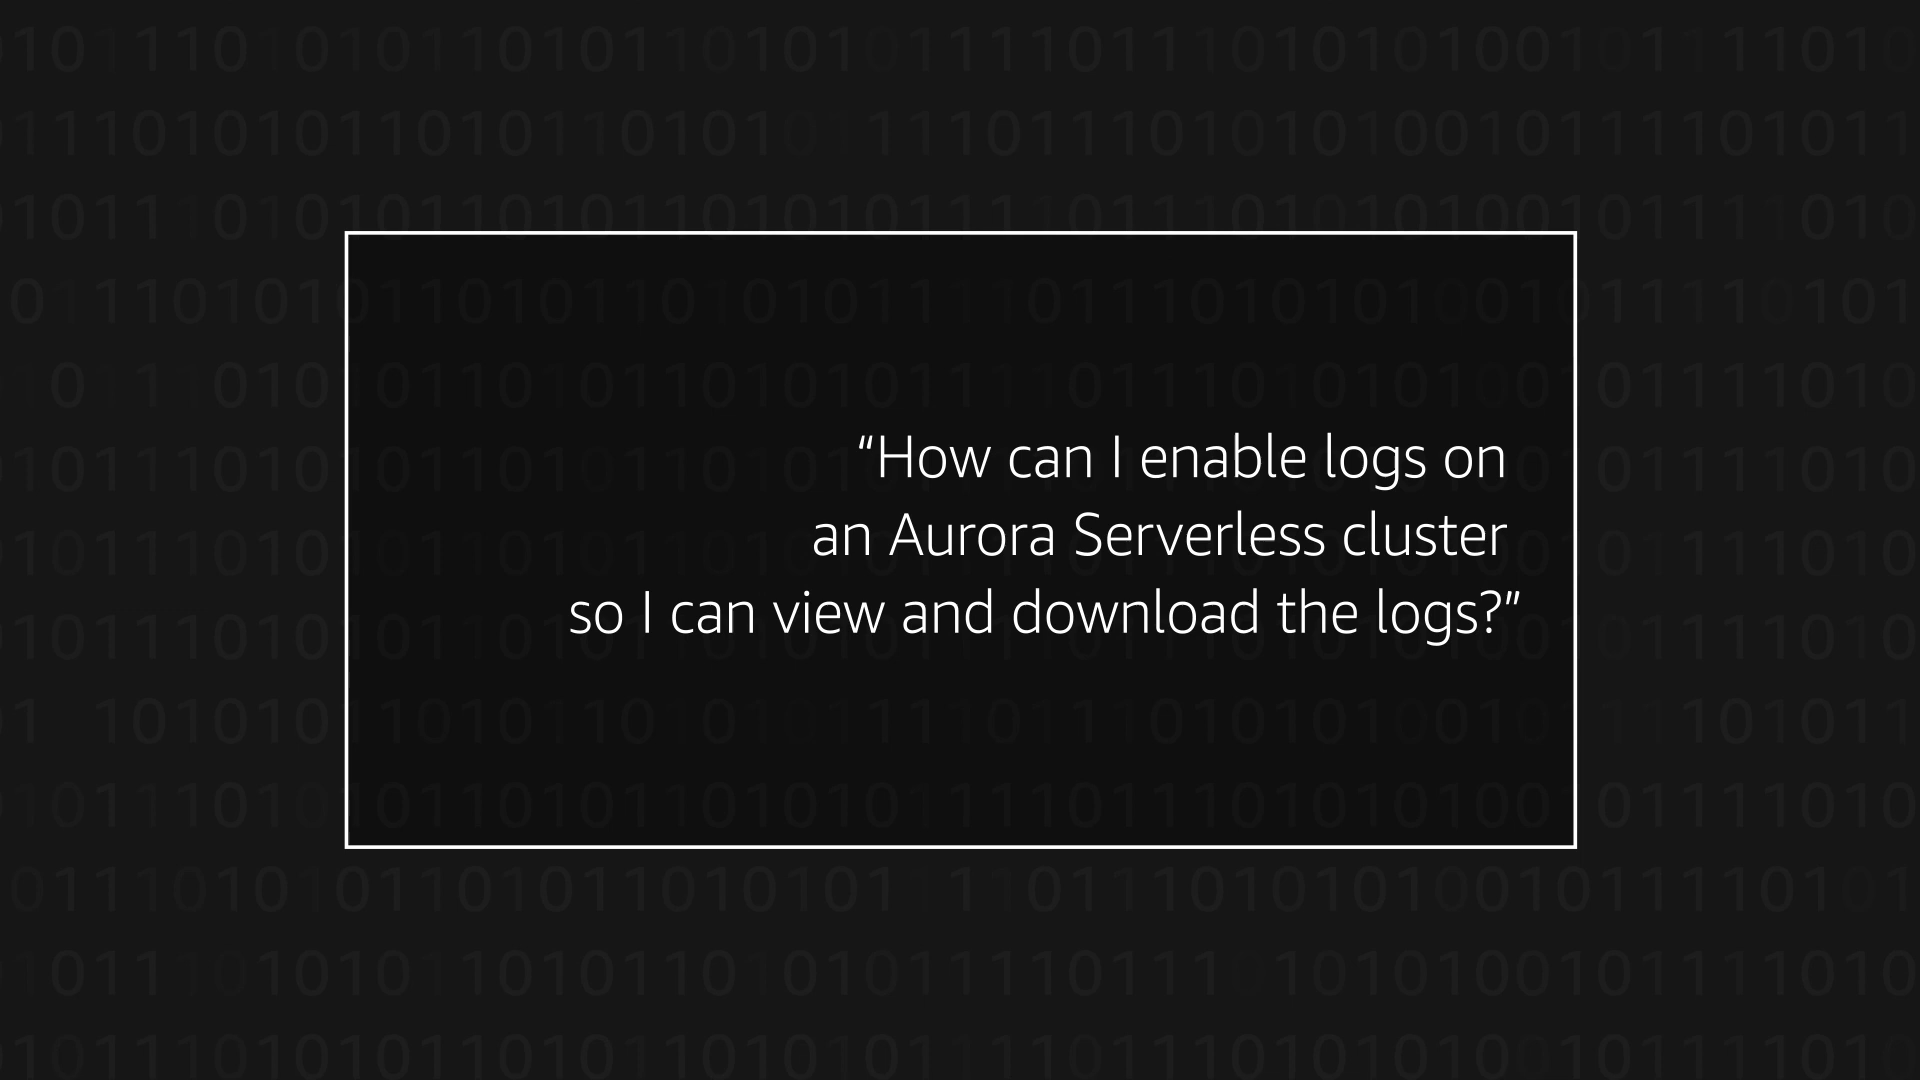 “How can I enable logs on
an Aurora Serverless cluster
so I can view and download the logs?”